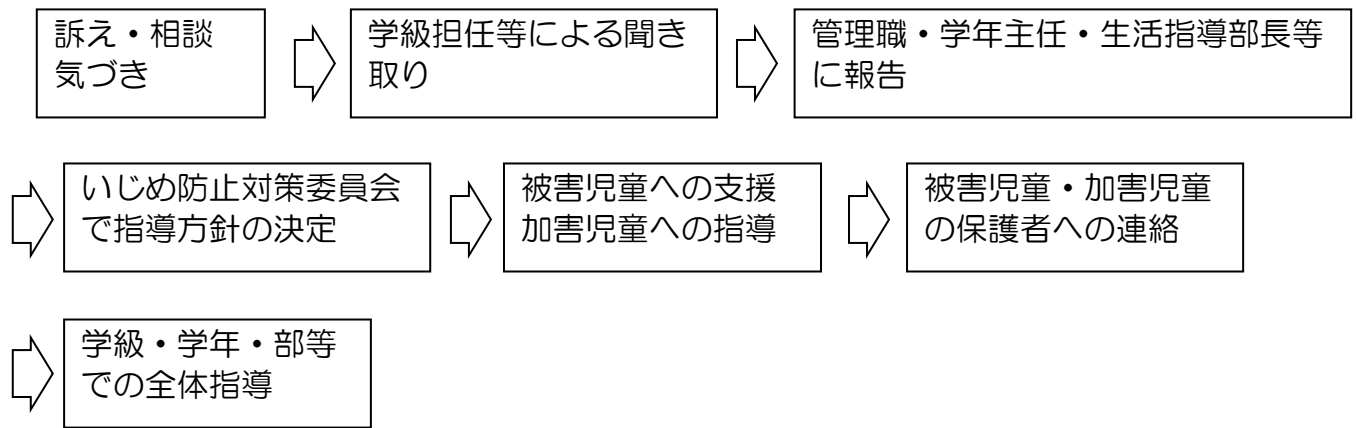 訴え・相談
気づき
学級担任等による聞き
取り
管理職・学年主任・生活指導部長等
に報告
いじめ防止対策委員会
で指導方針の決定
被害児童への支援
加害児童への指導
被害児童・加害児童
の保護者への連絡
学級・学年・部等
での全体指導